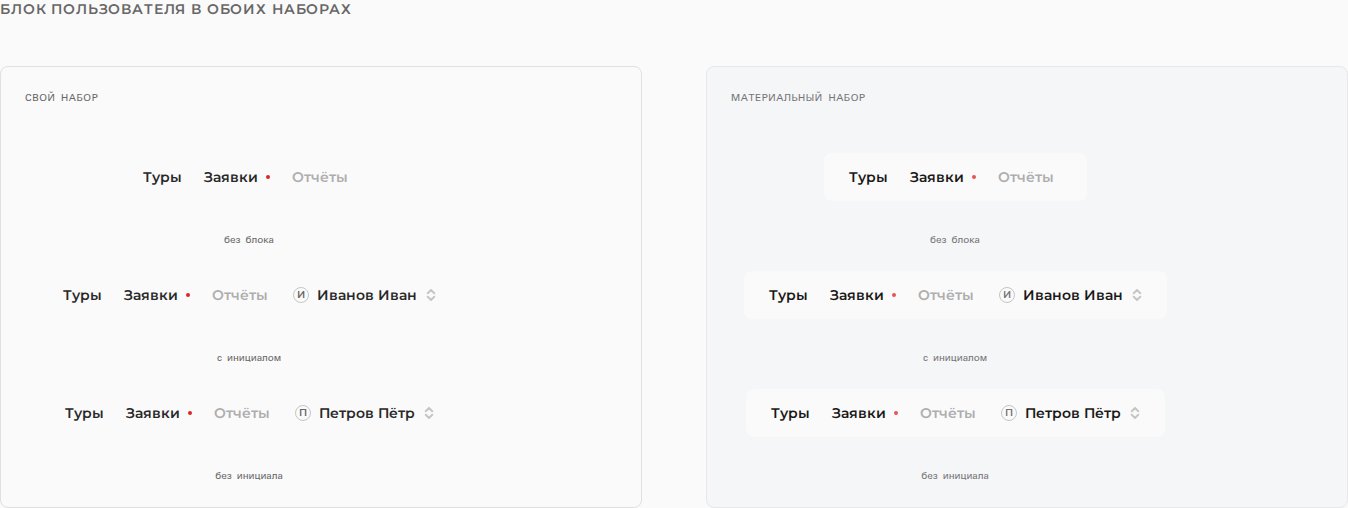 БЛОК ПОЛЬЗОВАТЕЛЯ В ОБОИХ НАБОРАХ
СВОЙ НАБОР
Туры Заявки Отчёты
без блока
Туры Заявки Отчёты И Иванов Иван
с инициалом
Туры Заявки Отчёты П Петров Пётр
без инициала
МАТЕРИАЛЬНЫЙ НАБОР
Туры Заявки Отчёты
без блока
Туры Заявки Отчёты И Иванов Иван
с инициалом
Туры Заявки Отчёты П Петров Пётр
без инициала